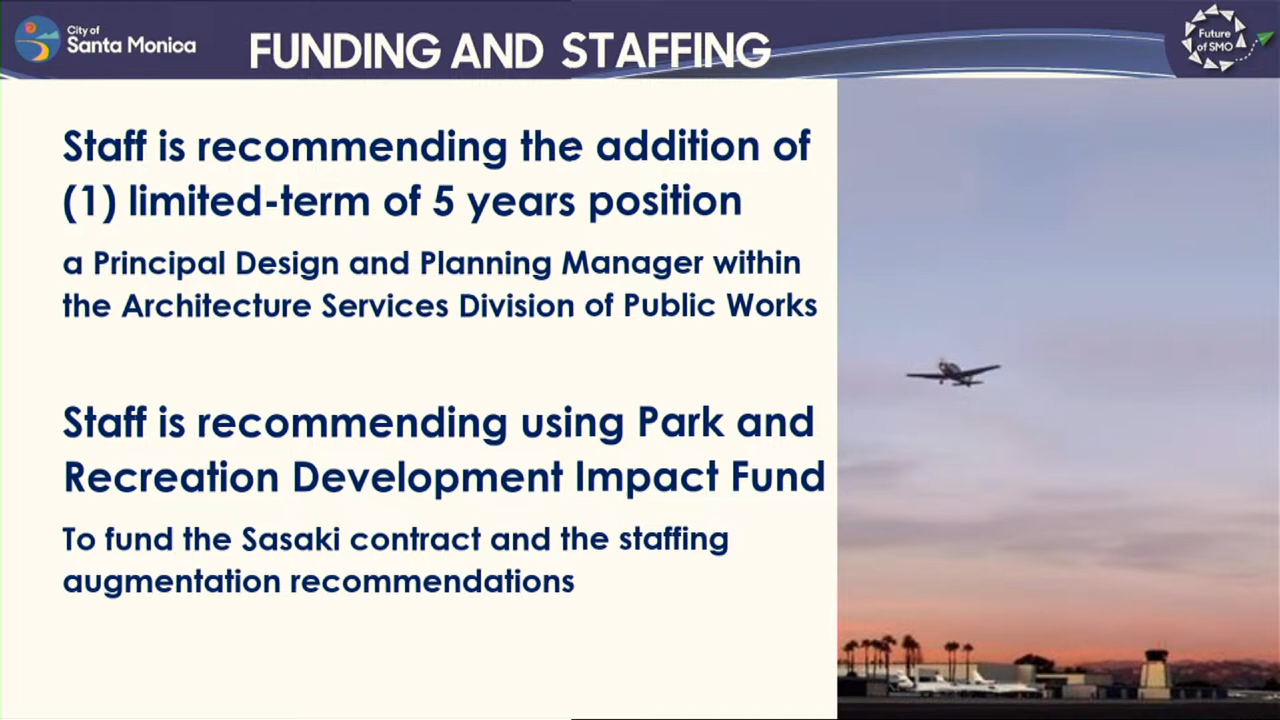 City of
Santa Monica
FUNDING AND STAFFING
Future
of SMO
Staff is recommending the addition of
(1) limited-term of 5 years position
a Principal Design and Planning Manager within
the Architecture Services Division of Public Works
Staff is recommending using Park and
Recreation Development Impact Fund
To fund the Sasaki contract and the staffing
augmentation recommendations